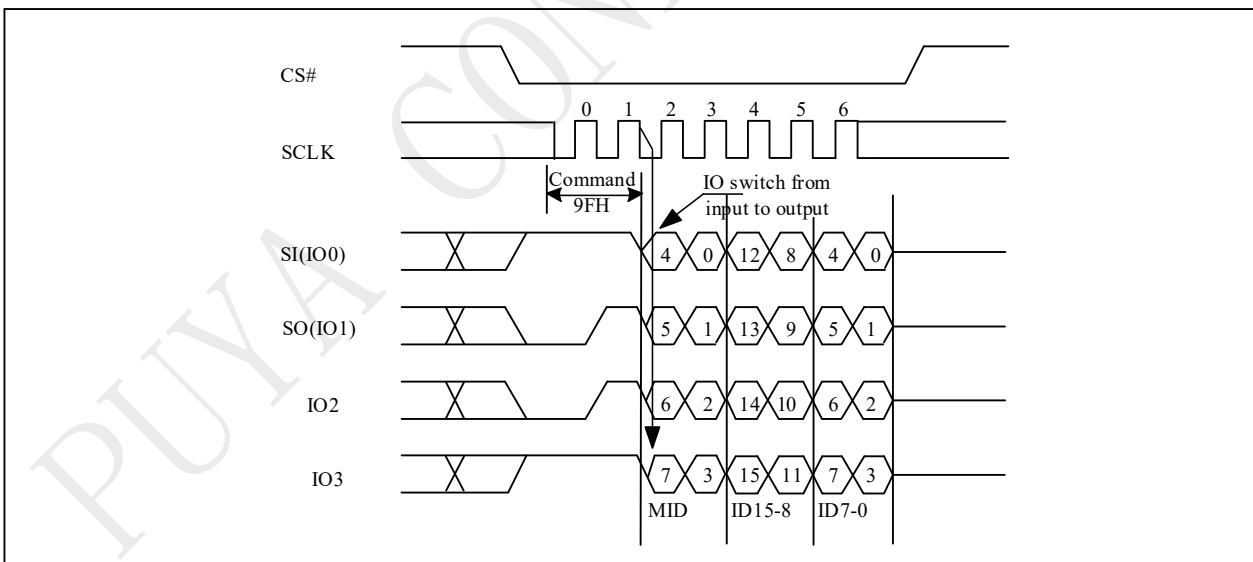 PUYA CON
CS#
0 1 2 3 4 5 6
SCLK
Command
9FH
IO switch from
input to output
SI(IO0)
4 0 12 8 4 0
SO(IO1)
5 1 13 9 5 1
IO2
6 2 14 10 6 2
IO3
7 3 15 11 7 3
MID ID15-8 ID7-0